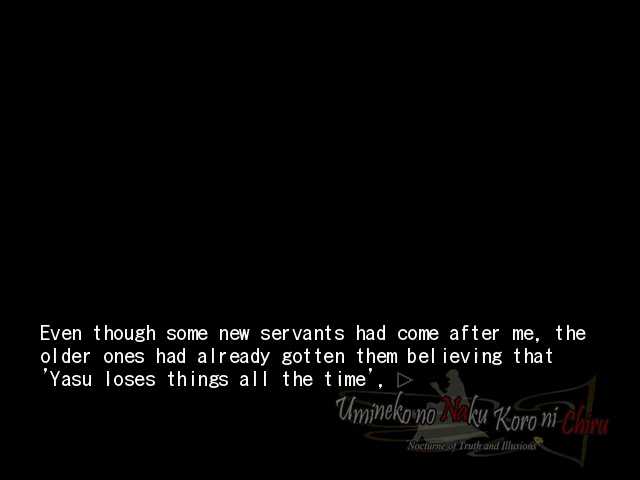 Even though some new servants had come after me, the
older ones had already gotten them believing that
'Yasu loses things all the time', ▷
Umineko no Naku Koro ni Chiru
Nocturne of Truth and Illusions